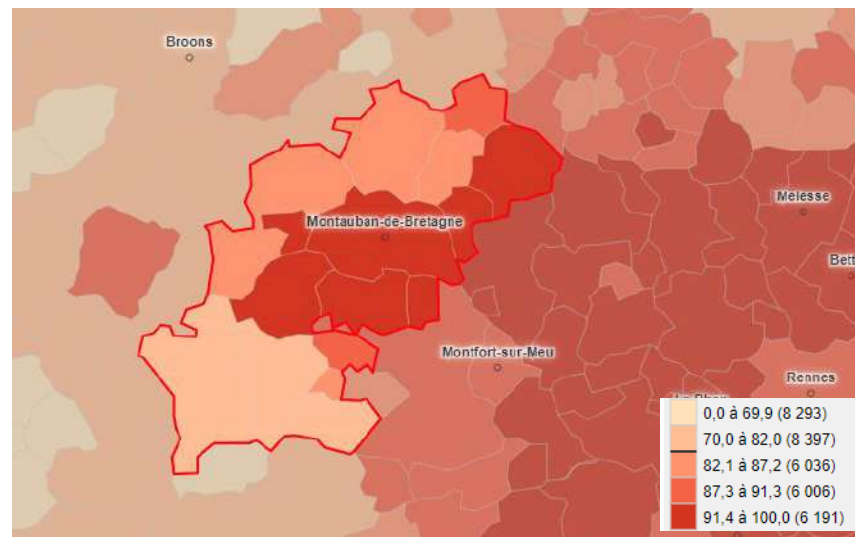 Broons
Melesse
Montauban-de-Bretagne
Bett
Montfort-sur-Meu
Rennes
0,0 à 69,9 (8 293)
70,0 à 82,0 (8 397)
82,1 à 87,2 (6 036)
87,3 à 91,3 (6 006)
91,4 à 100,0 (6 191)